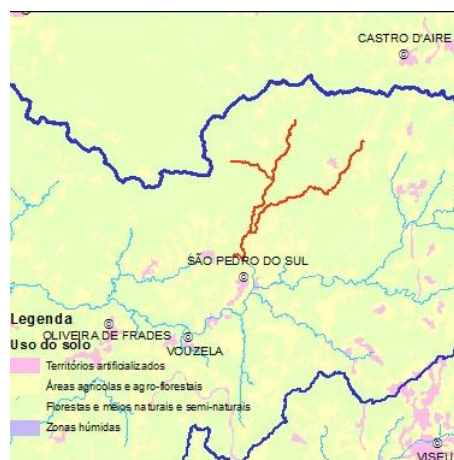 CASTRO D'AIRE
SÃO PEDRO DO SUL
Legenda
OLIVEIRA DE FRADES
Uso do solo
VOUZELA
Territórios artificializados
Áreas agrícolas e agro-florestais
Florestas e meios naturais e semi-naturais
Zonas húmidas
VISEU